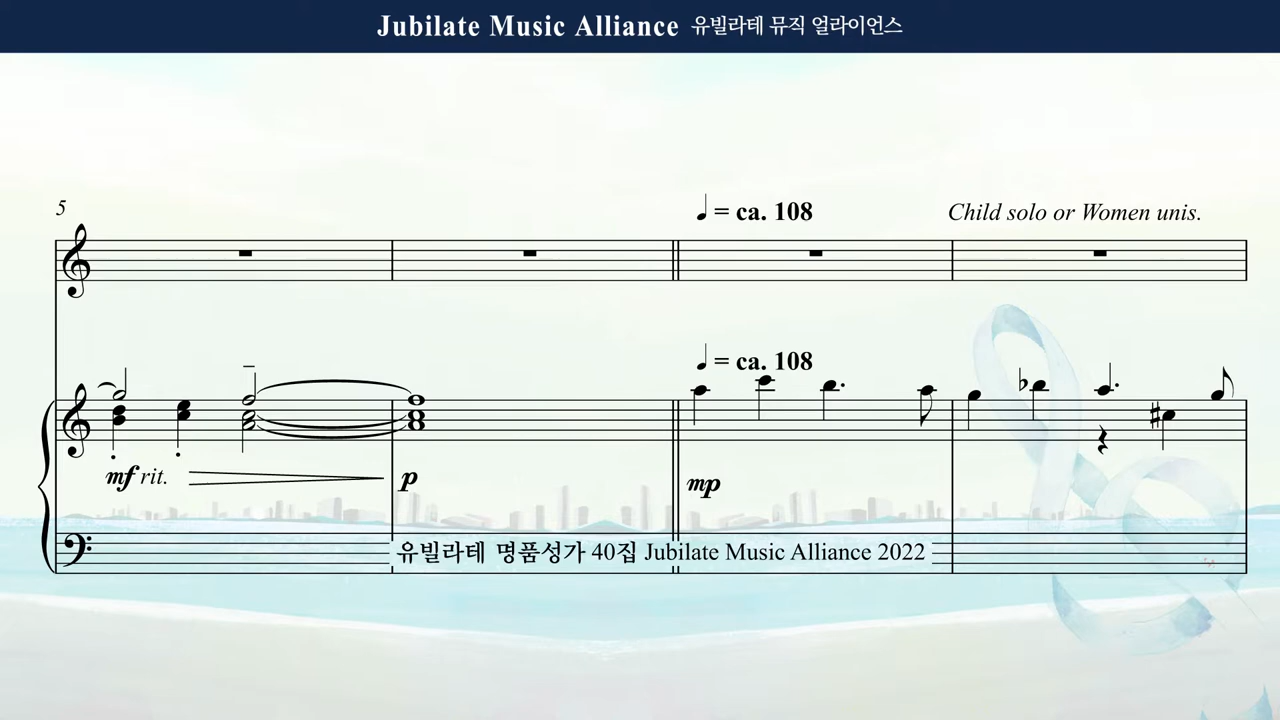 Jubilate Music Alliance 유빌라테 뮤직 얼라이언스
5
♩ = ca. 108
Child solo or Women unis.
♩ = ca. 108
mf rit.
p
mp
유빌라테 명품성가 40집 Jubilate Music Alliance 2022